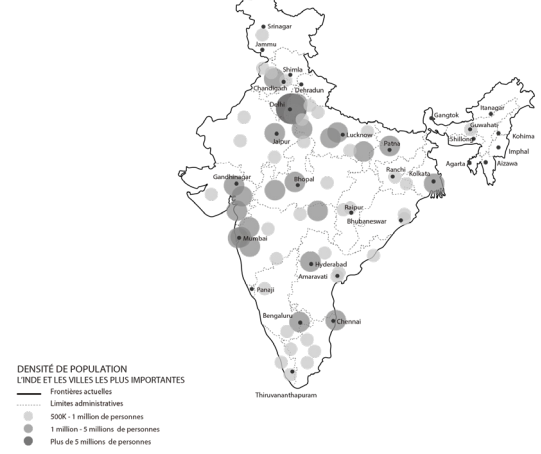 Srinagar
Jammu
Shimla
Chandigarh
Dehradun
Delhi
Itanagar
Gangtok
Guwahati
Jaipur
Lucknow
Kohima
Shillong
Patna
Imphal
Agarta
Aizawa
Ranchi
Kolkata
Gandhinagar
Bhopal
Raipur
Bhubaneswar
Mumbai
Hyderabad
Amaravati
Panaji
Bengaluru
Chennai
Thiruvananthapuram
DENSITÉ DE POPULATION
L'INDE ET LES VILLES LES PLUS IMPORTANTES
Frontières actuelles
Limites administratives
500K - 1 million de personnes
1 million - 5 millions de personnes
Plus de 5 millions de personnes